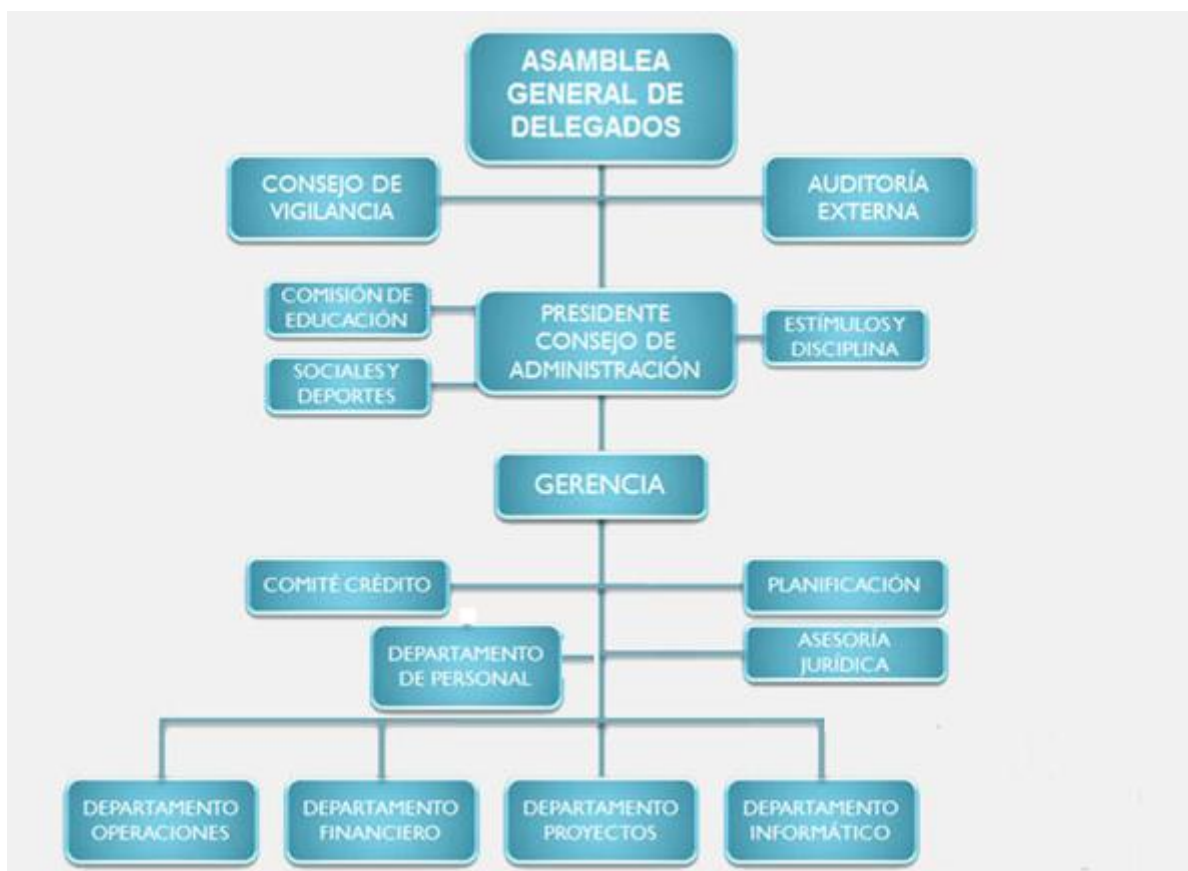 ASAMBLEA
GENERAL DE
DELEGADOS
CONSEJO DE
VIGILANCIA
AUDITORÍA
EXTERNA
COMISIÓN DE
EDUCACIÓN
PRESIDENTE
CONSEJO DE
ADMINISTRACIÓN
ESTÍMULOS Y
DISCIPLINA
SOCIALES Y
DEPORTES
GERENCIA
COMITÉ CRÉDITO
PLANIFICACIÓN
DEPARTAMENTO
DE PERSONAL
ASESORÍA
JURÍDICA
DEPARTAMENTO
OPERACIONES
DEPARTAMENTO
FINANCIERO
DEPARTAMENTO
PROYECTOS
DEPARTAMENTO
INFORMÁTICO